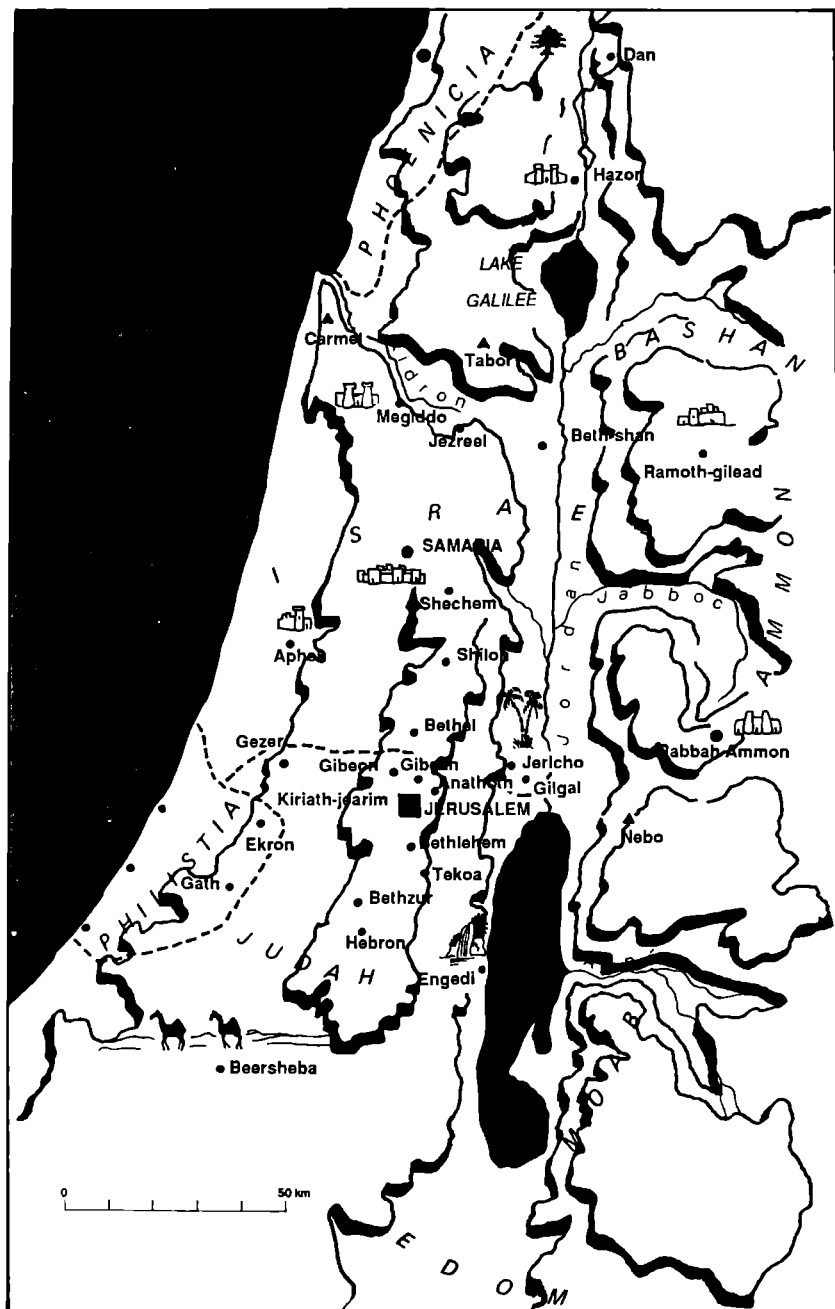 Dan
PHOENICIA
Hazor
LAKE
GALILEE
BASHAN
Carmel
Tabor
idron
Megiddo
Jezreel
Beth-shan
Ramoth-gilead
ISRAE
SAMARIA
Jabboc
AMMON
Shechem
Jordan
Aphek
Shiloh
Bethel
Rabbah-Ammon
Gezer
Gibeon
Gibeah
Jericho
Anathoth
Gilgal
Kiriath-jearim
JERUSALEM
PHILISTIA
Ekron
Nebo
Bethlehem
Tekoa
Gath
Bethzur
JUDAH
Hebron
Engedi
MOAB
Beersheba
0 50 km
EDOM